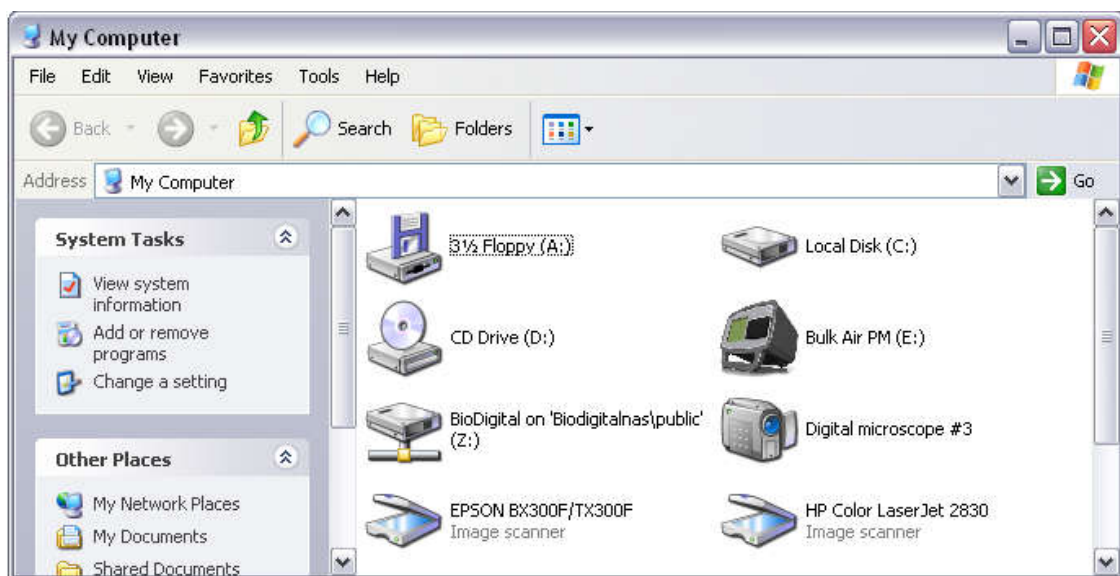 My Computer
File Edit View Favorites Tools Help
Back Search Folders
Address My Computer Go
System Tasks
View system
information
Add or remove
programs
Change a setting
Other Places
My Network Places
My Documents
Shared Documents
3½ Floppy (A:)
Local Disk (C:)
CD Drive (D:)
Bulk Air PM (E:)
BioDigital on 'Biodigitalnas\public'
(Z:)
Digital microscope #3
EPSON BX300F/TX300F
Image scanner
HP Color LaserJet 2830
Image scanner